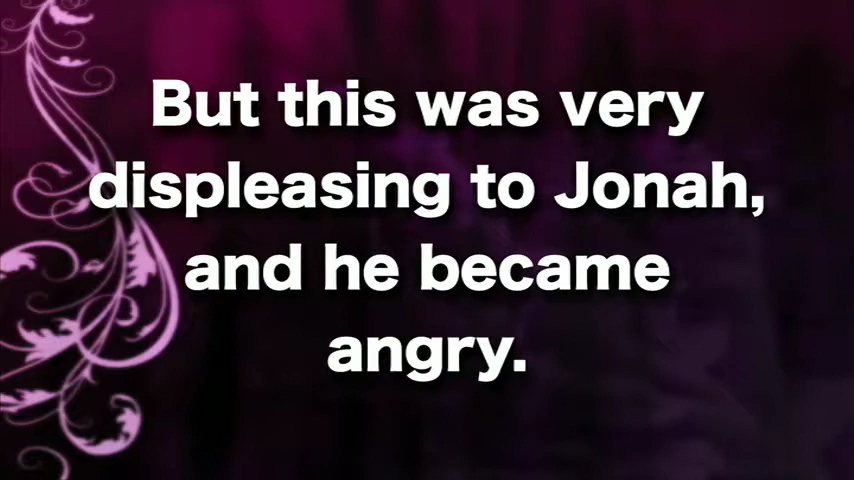 But this was very
displeasing to Jonah,
and he became
angry.